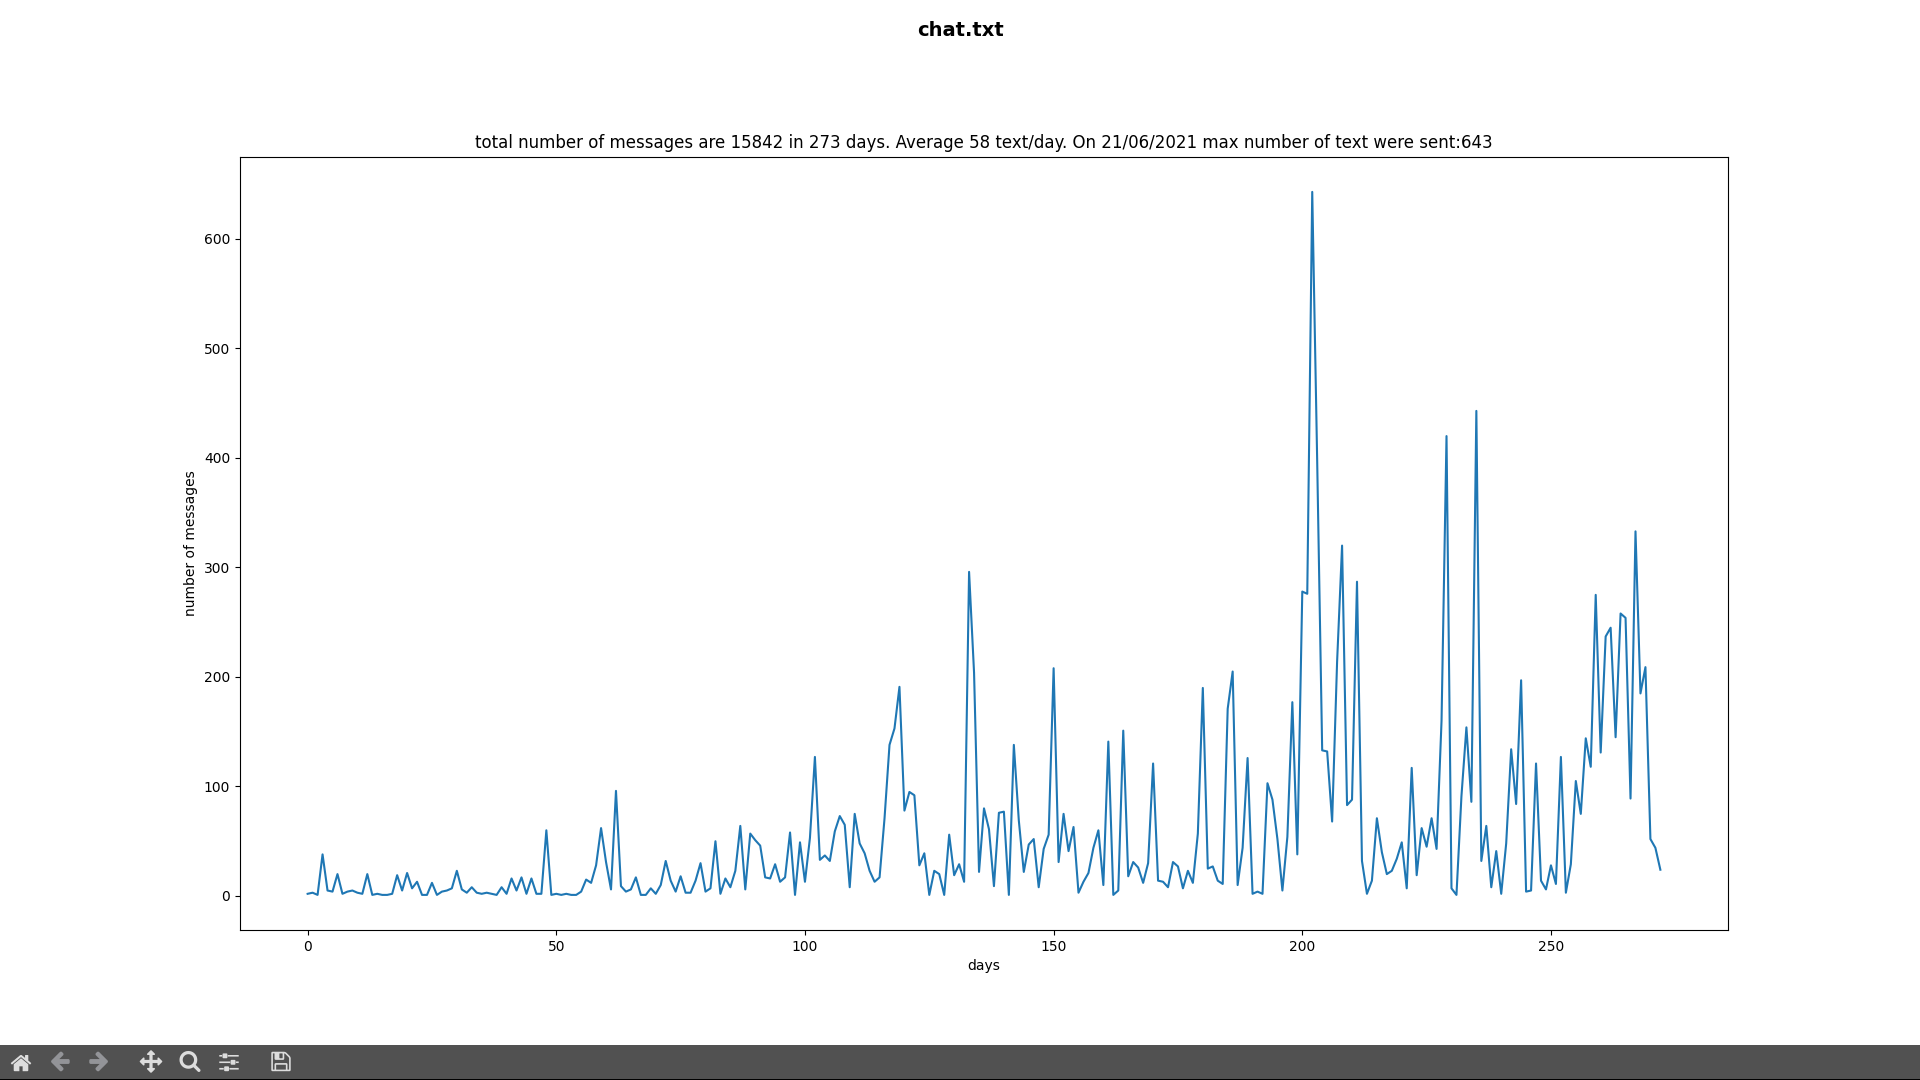 chat.txt
total number of messages are 15842 in 273 days. Average 58 text/day. On 21/06/2021 max number of text were sent:643
600
500
400
300
200
100
0
number of messages
0 50 100 150 200 250
days